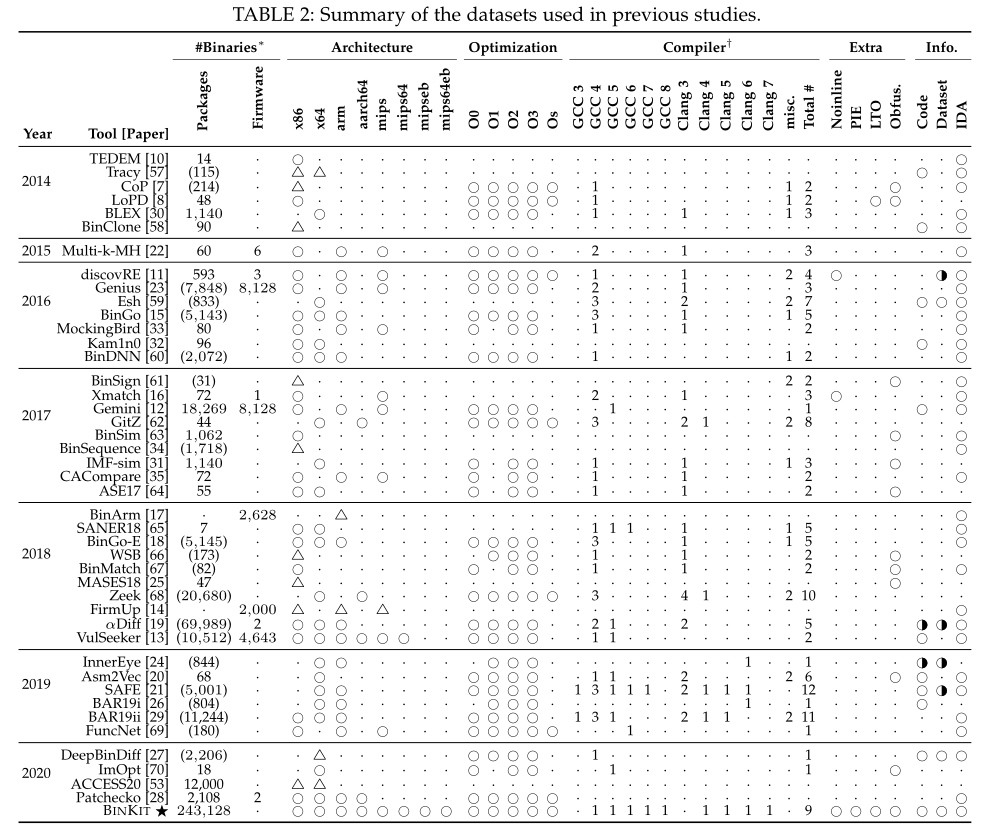 TABLE 2: Summary of the datasets used in previous studies.
#Binaries* Architecture Optimization Compiler† Extra Info.
Year Tool [Paper] Packages Firmware x86 x64 arm aarch64 mips mips64 mipseb mips64eb O0 O1 O2 O3 Os GCC 3 GCC 4 GCC 5 GCC 6 GCC 7 GCC 8 Clang 3 Clang 4 Clang 5 Clang 6 Clang 7 misc. Total # Noinline PIE LTO Obfus. Code Dataset IDA
2014
TEDEM [10] 14
Tracy [57] (115)
CoP [7] (214) 1 1 2
LoPD [8] 48 1 1 2
BLEX [30] 1,140 1 1 1 3
BinClone [58] 90
2015 Multi-k-MH [22] 60 6 2 1 3
2016
discovRE [11] 593 3 1 1 2 4
Genius [23] (7,848) 8,128 2 1 3
Esh [59] (833) 3 2 2 7
BinGo [15] (5,143) 3 1 1 5
MockingBird [33] 80 1 1 2
Kam1n0 [32] 96
BinDNN [60] (2,072) 1 1 2
2017
BinSign [61] (31) 2 2
Xmatch [16] 72 1 2 1 3
Gemini [12] 18,269 8,128 1 1
GitZ [62] 44 3 2 1 2 8
BinSim [63] 1,062
BinSequence [34] (1,718)
IMF-sim [31] 1,140 1 1 1 3
CACompare [35] 72 1 1 2
ASE17 [64] 55 1 1 2
2018
BinArm [17] 2,628
SANER18 [65] 7 1 1 1 1 1 5
BinGo-E [18] (5,145) 3 1 1 5
WSB [66] (173) 1 1 2
BinMatch [67] (82) 1 1 2
MASES18 [25] 47
Zeek [68] (20,680) 3 4 1 2 10
FirmUp [14] 2,000
αDiff [19] (69,989) 2 2 1 2 5
VulSeeker [13] (10,512) 4,643 1 1 2
2019
InnerEye [24] (844) 1 1
Asm2Vec [20] 68 1 1 2 2 6
SAFE [21] (5,001) 1 3 1 1 1 2 1 1 1 12
BAR19i [26] (804) 1 1
BAR19ii [29] (11,244) 1 3 1 2 1 1 2 11
FuncNet [69] (180) 1 1
2020
DeepBinDiff [27] (2,206) 1 1
ImOpt [70] 18 1 1
ACCESS20 [53] 12,000
Patchecko [28] 2,108 2 1
BINKIT ★ 243,128 1 1 1 1 1 1 1 1 1 9